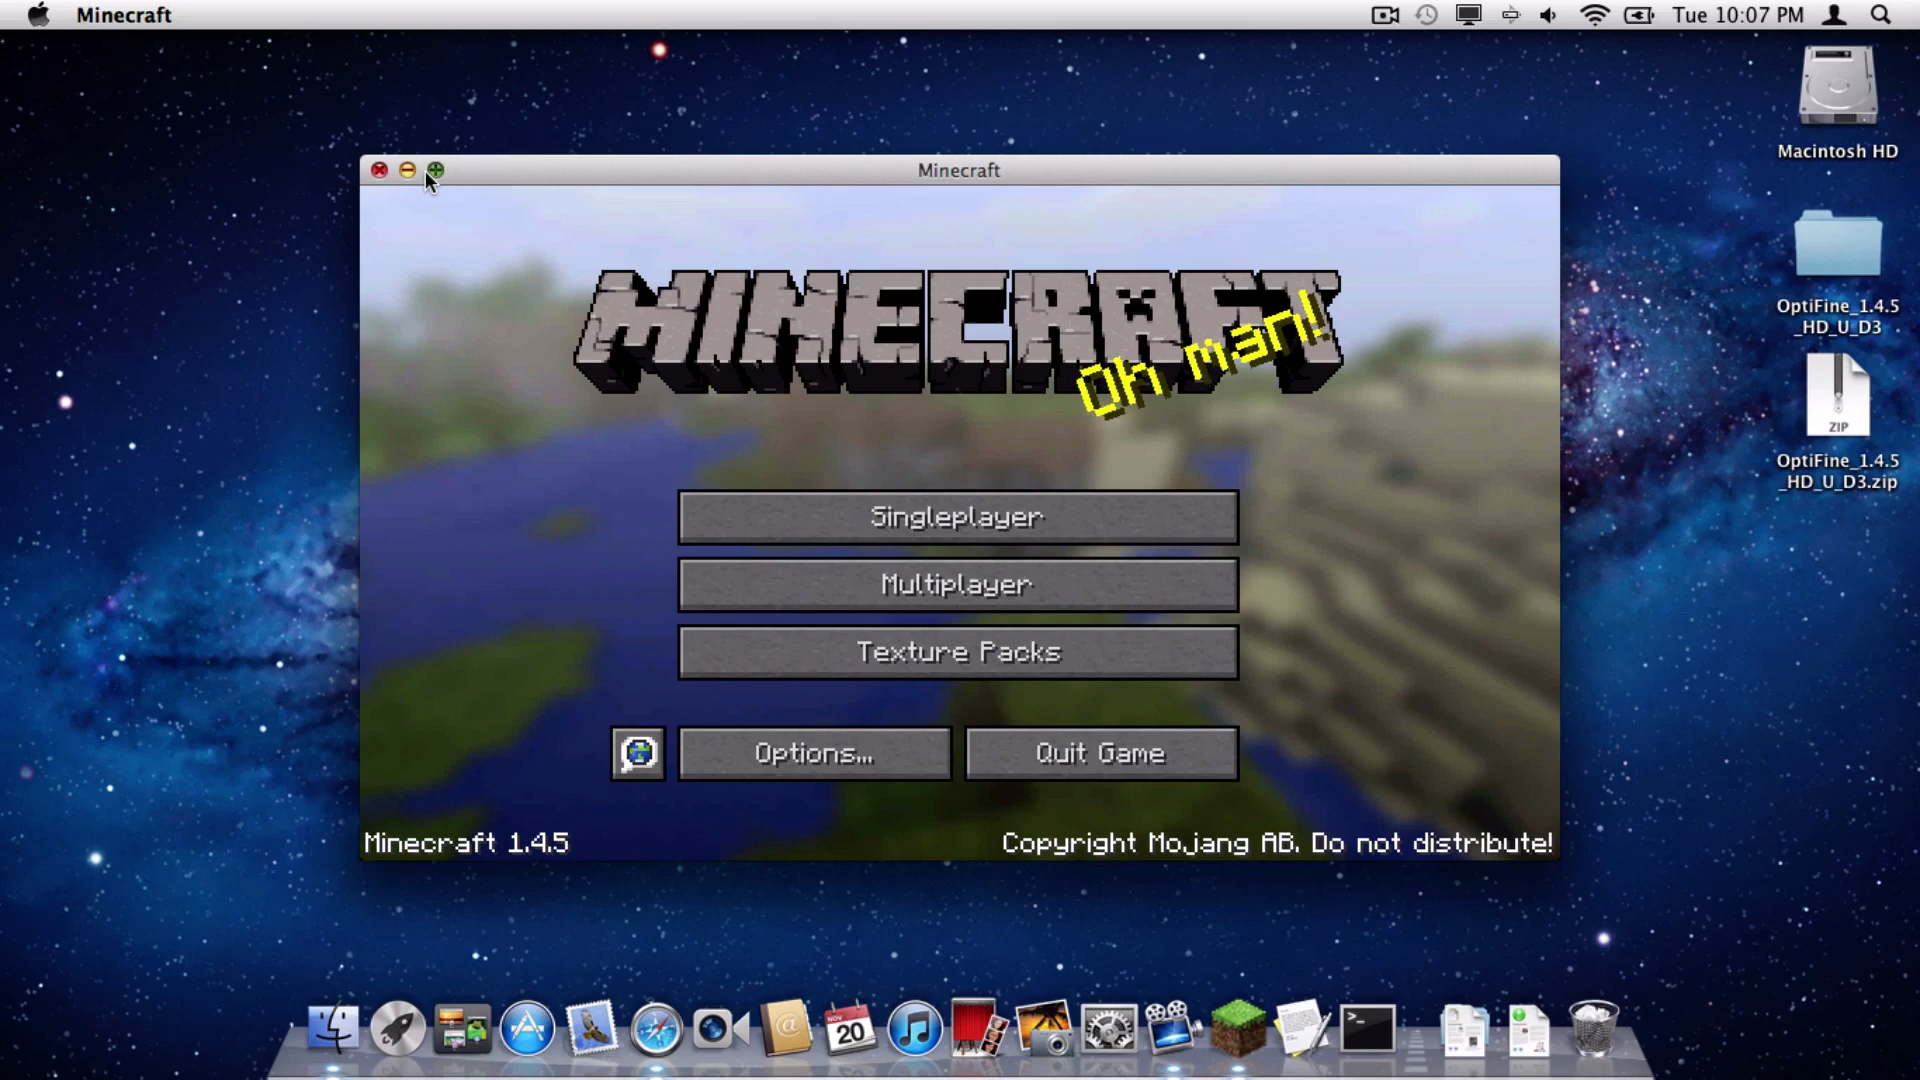 Minecraft
Tue 10:07 PM
Macintosh HD
Minecraft
MINECRAFT
Oh man!
OptiFine_1.4.5
_HD_U_D3
ZIP
OptiFine_1.4.5
_HD_U_D3.zip
Singleplayer
Multiplayer
Texture Packs
Options...
Quit Game
Minecraft 1.4.5
Copyright Mojang AB. Do not distribute!
NOV
20
@
>_